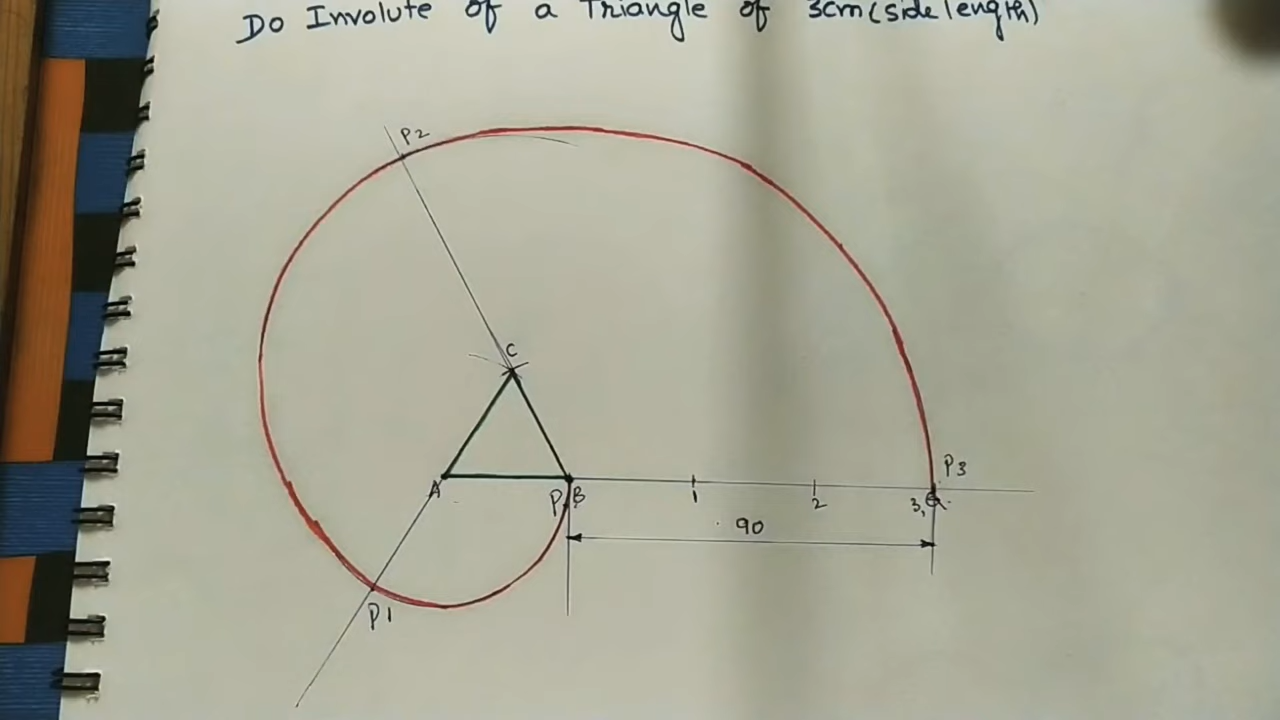 Do Involute of a Triangle of 3cm(side length)
P2
C
P3
A
P, B
1
2
3,Q
90
P1